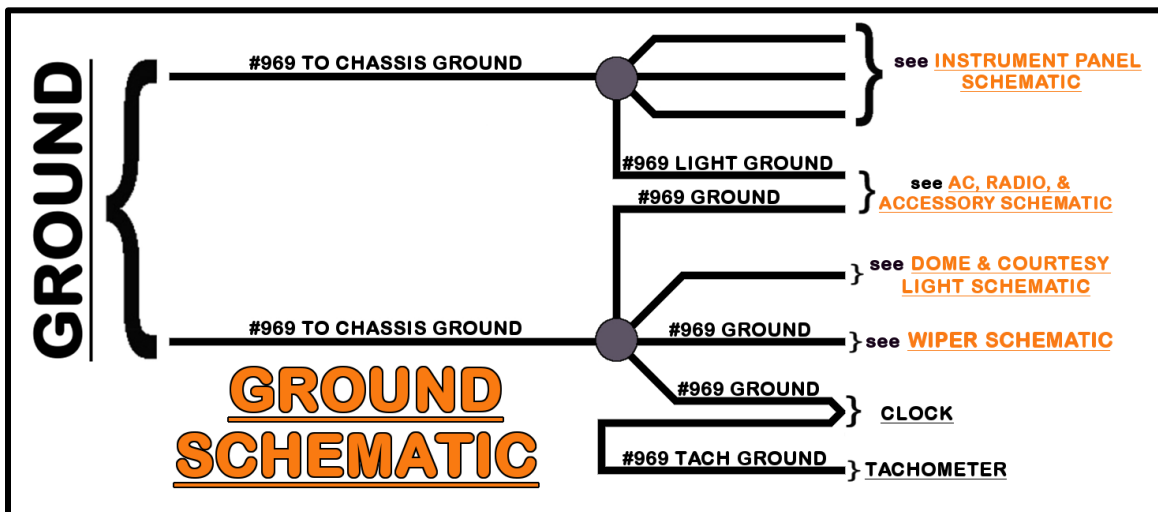 GROUND
#969 TO CHASSIS GROUND
see INSTRUMENT PANEL
SCHEMATIC
#969 LIGHT GROUND
see AC, RADIO, &
ACCESSORY SCHEMATIC
#969 GROUND
see DOME & COURTESY
LIGHT SCHEMATIC
#969 TO CHASSIS GROUND
#969 GROUND
see WIPER SCHEMATIC
#969 GROUND
CLOCK
#969 TACH GROUND
TACHOMETER
GROUND
SCHEMATIC